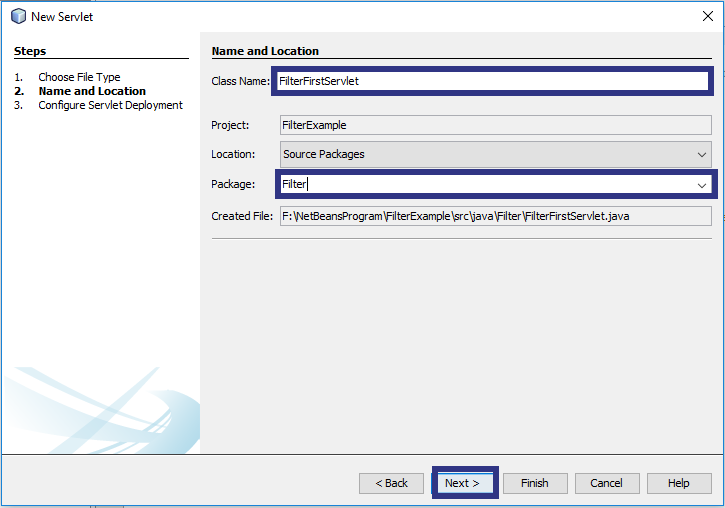 New Servlet
Steps
1. Choose File Type
2. Name and Location
3. Configure Servlet Deployment
Name and Location
Class Name: FilterFirstServlet
Project: FilterExample
Location: Source Packages
Package: Filter
Created File: F:\NetBeansProgram\FilterExample\src\java\Filter\FilterFirstServlet.java
< Back Next > Finish Cancel Help